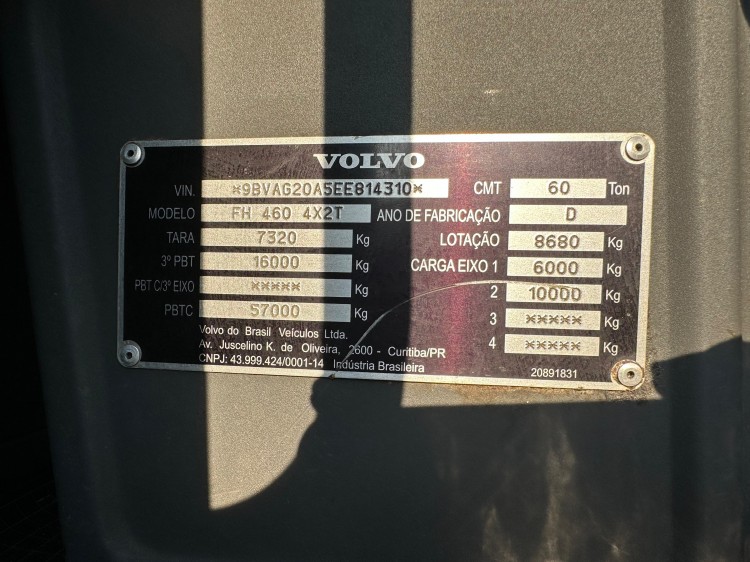 VOLVO
VIN. *9BVAG20A5EE814310* CMT 60 Ton
MODELO FH 460 4X2T ANO DE FABRICAÇÃO D
TARA 7320 Kg LOTAÇÃO 8680 Kg
3º PBT 16000 Kg CARGA EIXO 1 6000 Kg
PBT C/3º EIXO ***** Kg 2 10000 Kg
PBTC 57000 Kg 3 ***** Kg
4 ***** Kg
Volvo do Brasil Veículos Ltda.
Av. Juscelino K. de Oliveira, 2600 - Curitiba/PR
CNPJ: 43.999.424/0001-14 Indústria Brasileira
20891831